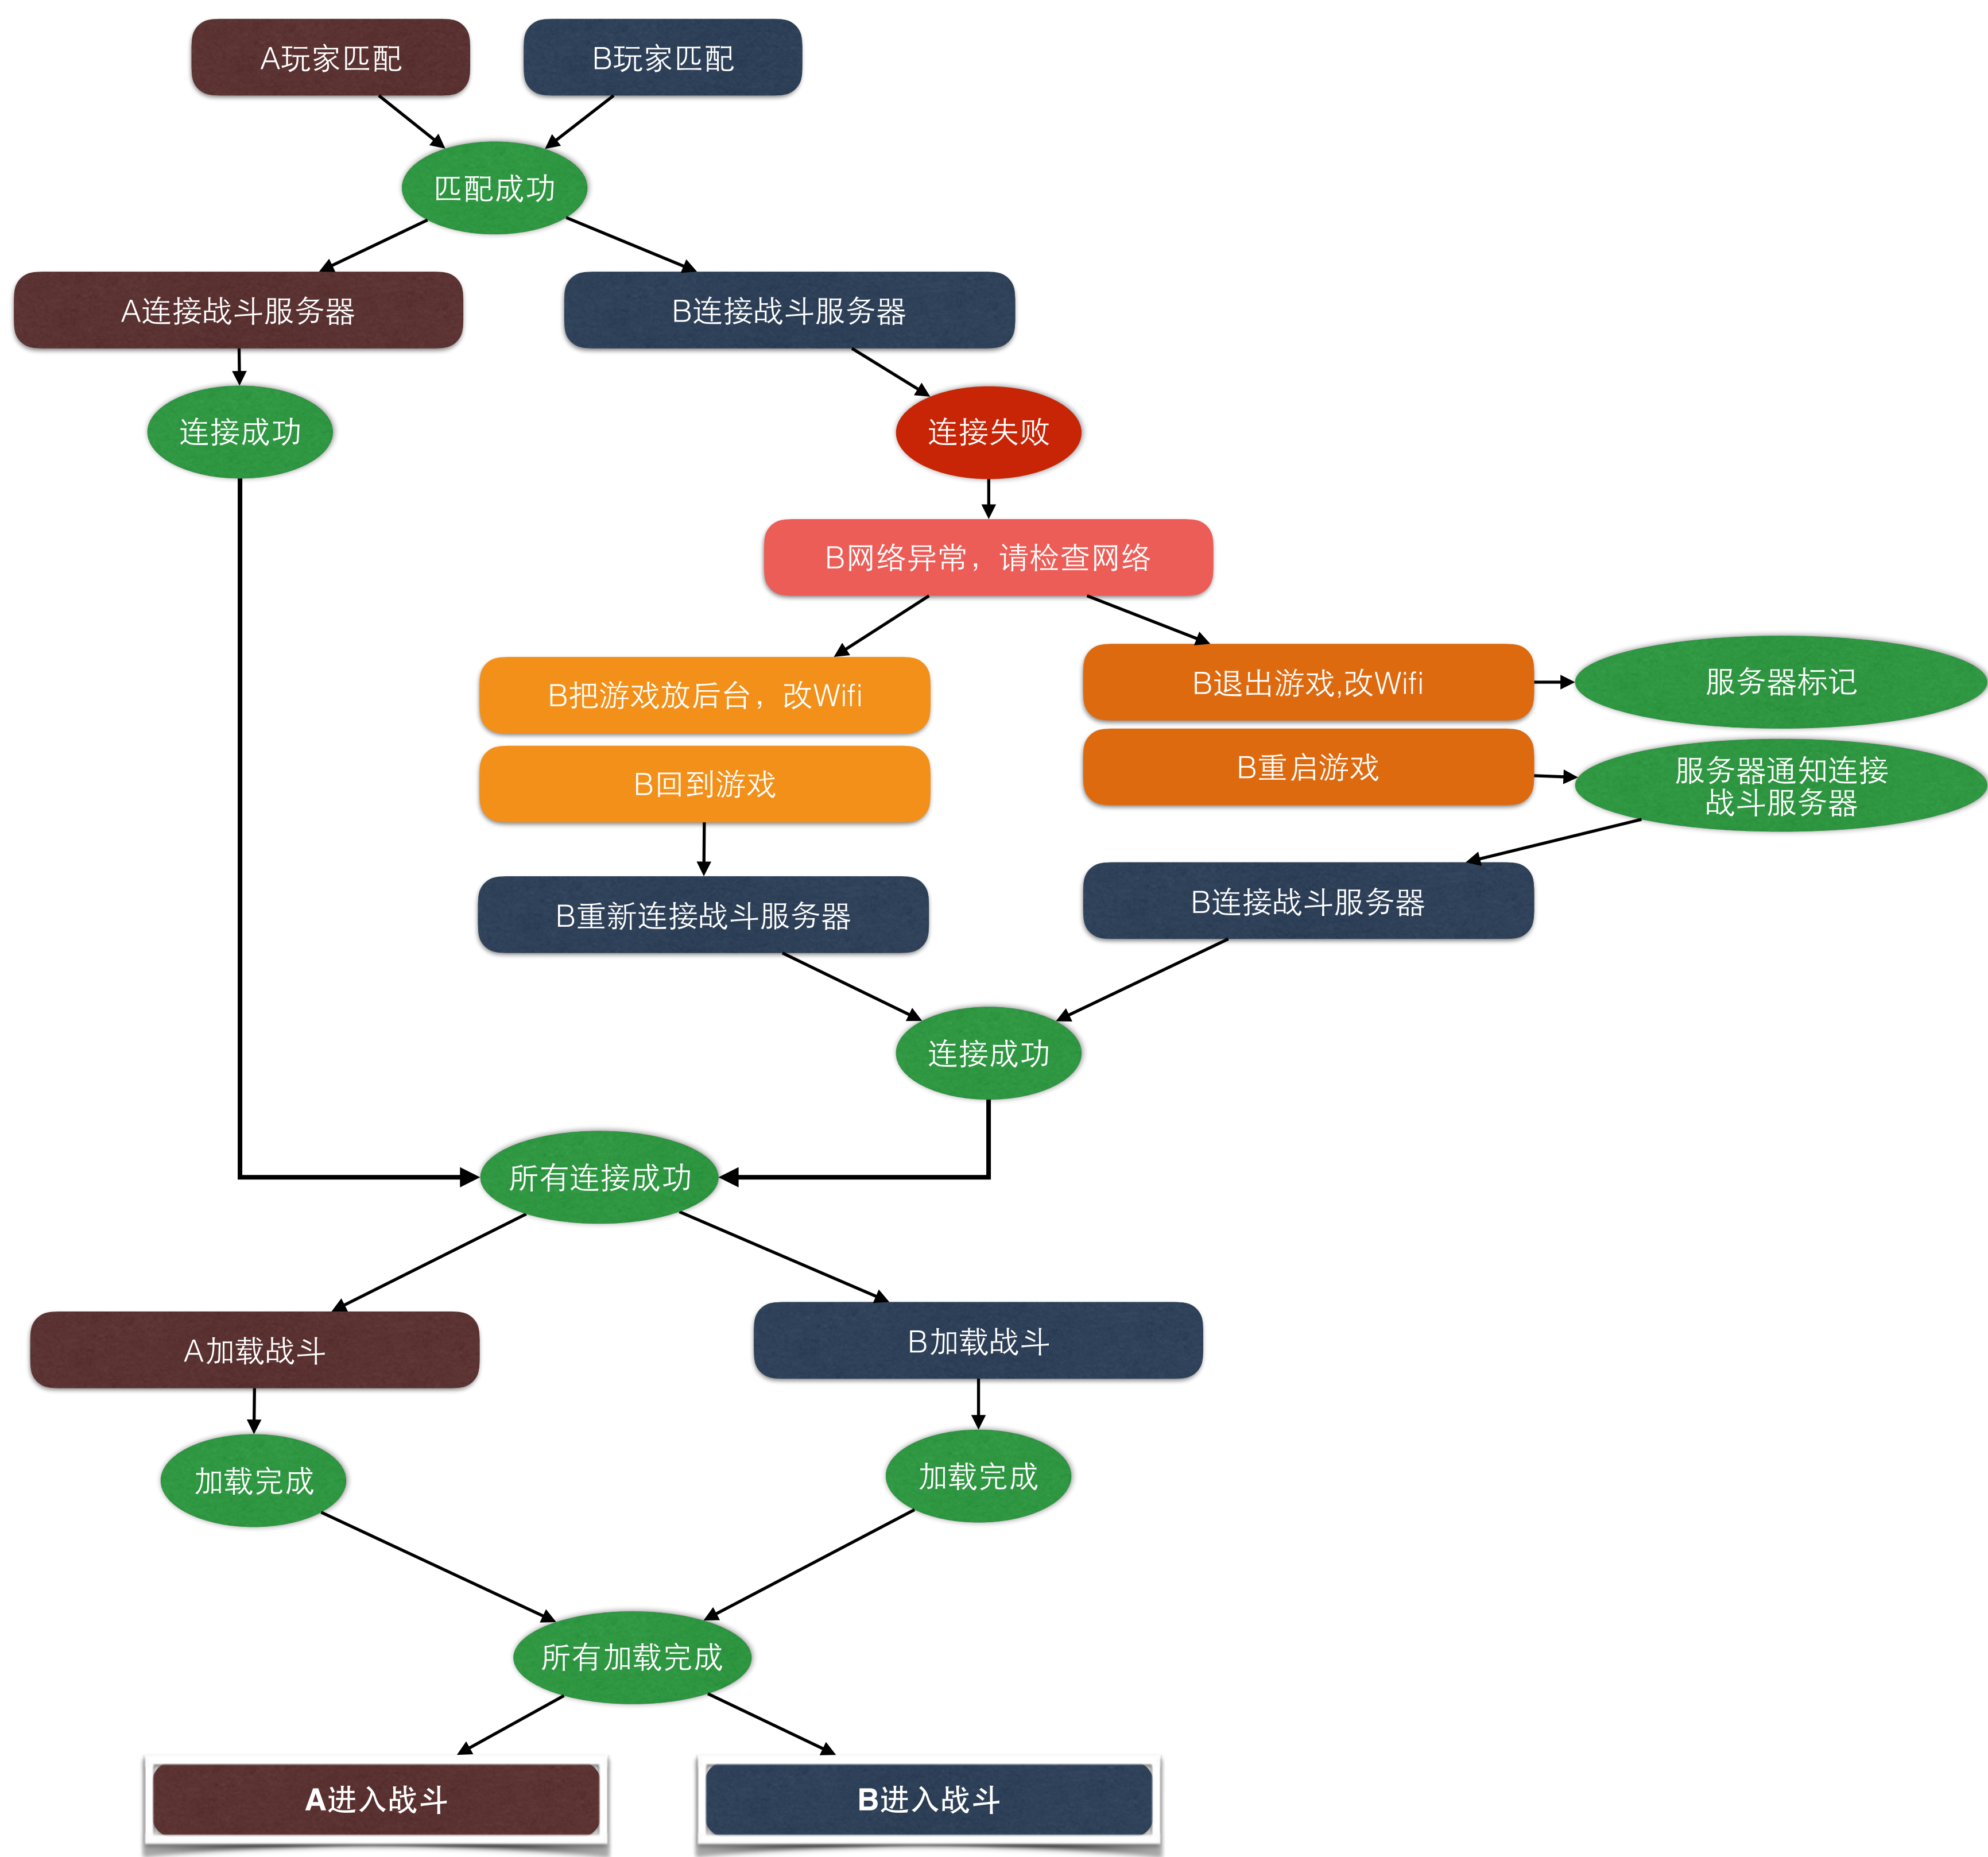 A玩家匹配
B玩家匹配
匹配成功
A连接战斗服务器
B连接战斗服务器
连接成功
连接失败
B网络异常，请检查网络
B把游戏放后台，改Wifi
B退出游戏,改Wifi
服务器标记
B回到游戏
B重启游戏
服务器通知连接
战斗服务器
B重新连接战斗服务器
B连接战斗服务器
连接成功
所有连接成功
A加载战斗
B加载战斗
加载完成
加载完成
所有加载完成
A进入战斗
B进入战斗